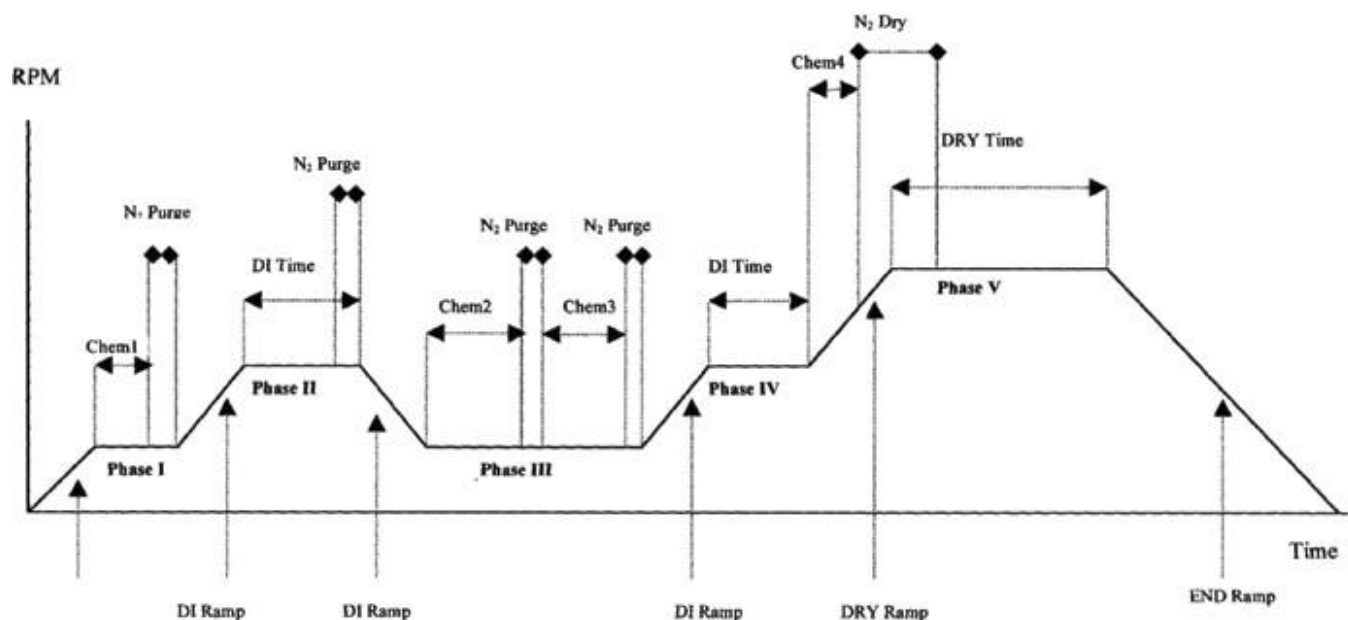 N₂ Dry
Chem4
RPM
DRY Time
N₂ Purge
N₂ Purge
N₂ Purge
N₂ Purge
DI Time
DI Time
Chem2
Chem3
Chem1
Phase V
Phase II
Phase IV
Phase I
Phase III
Time
DI Ramp
DI Ramp
DI Ramp
DRY Ramp
END Ramp